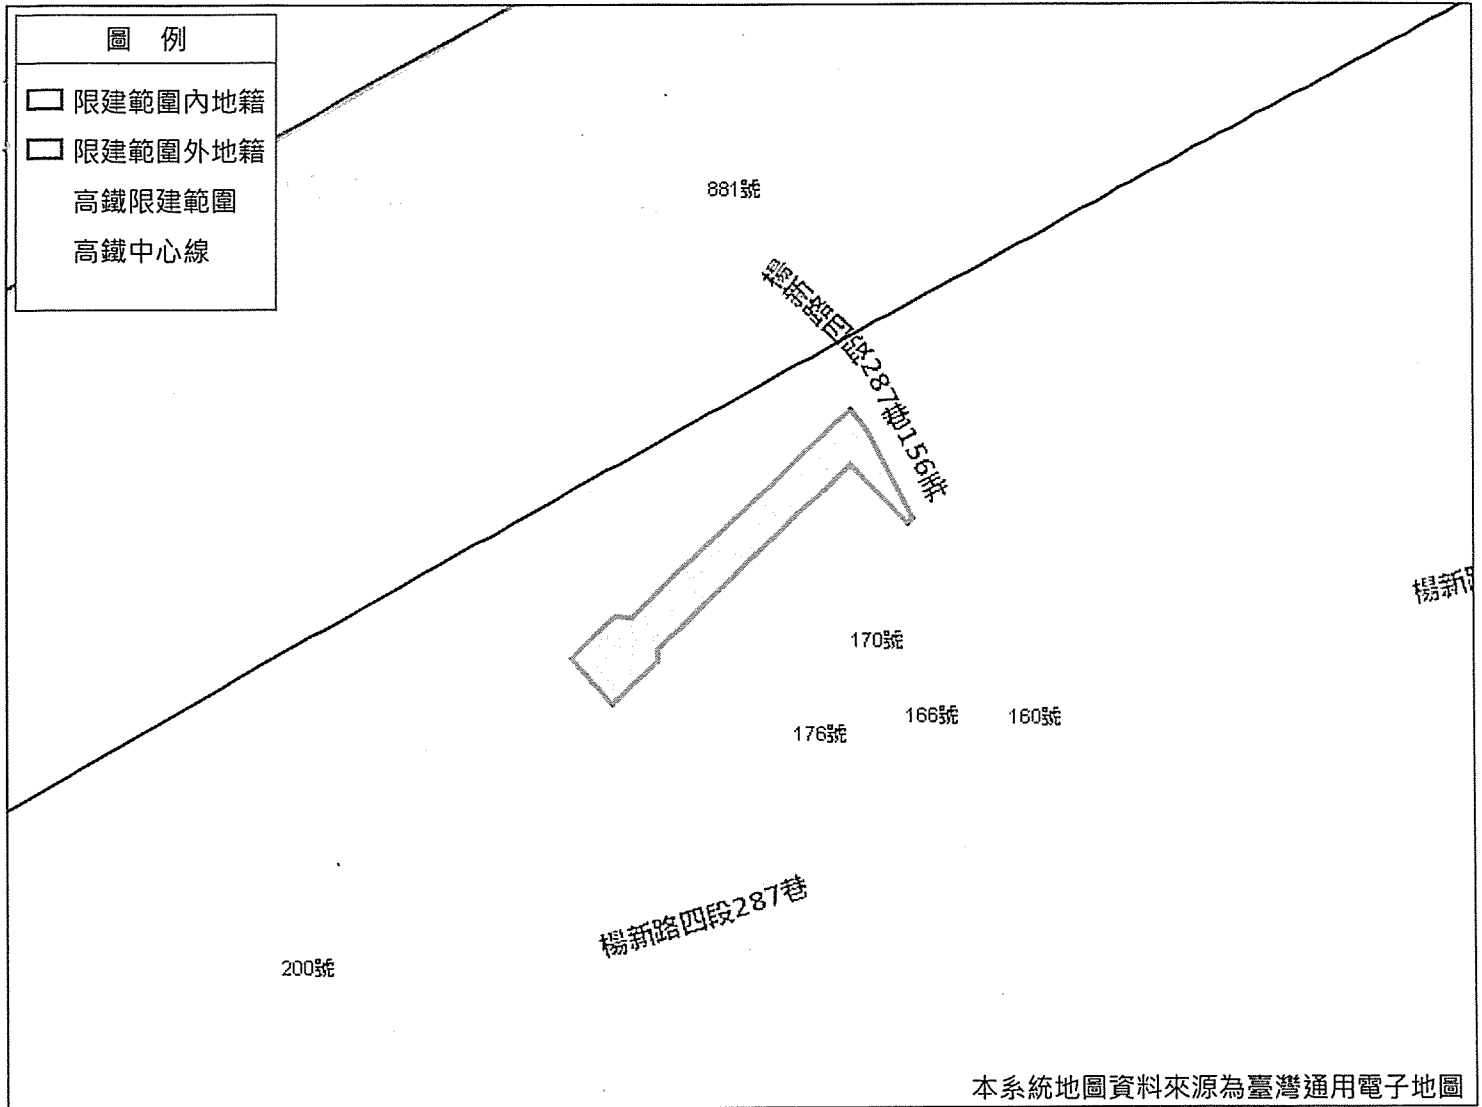 圖 例
限建範圍內地籍
限建範圍外地籍
高鐵限建範圍
高鐵中心線
881號
楊新路四段287巷156弄
楊新
170號
166號
160號
176號
楊新路四段287巷
200號
本系統地圖資料來源為臺灣通用電子地圖